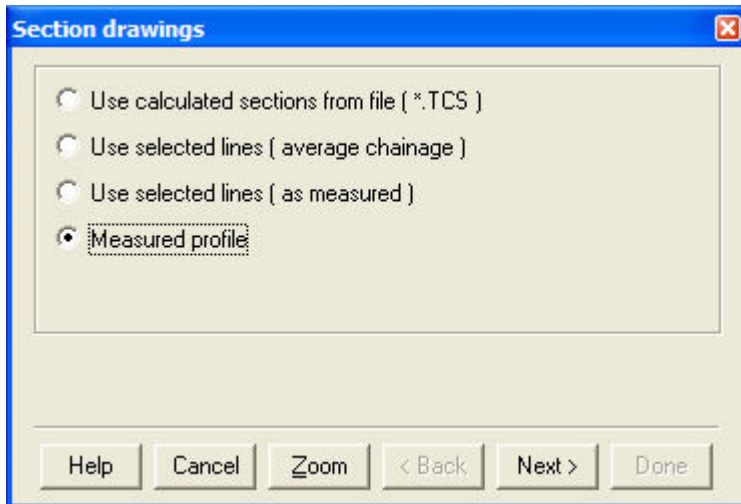 Section drawings
Use calculated sections from file ( *.TCS )
Use selected lines ( average chainage )
Use selected lines ( as measured )
Measured profile
Help Cancel Zoom < Back Next > Done